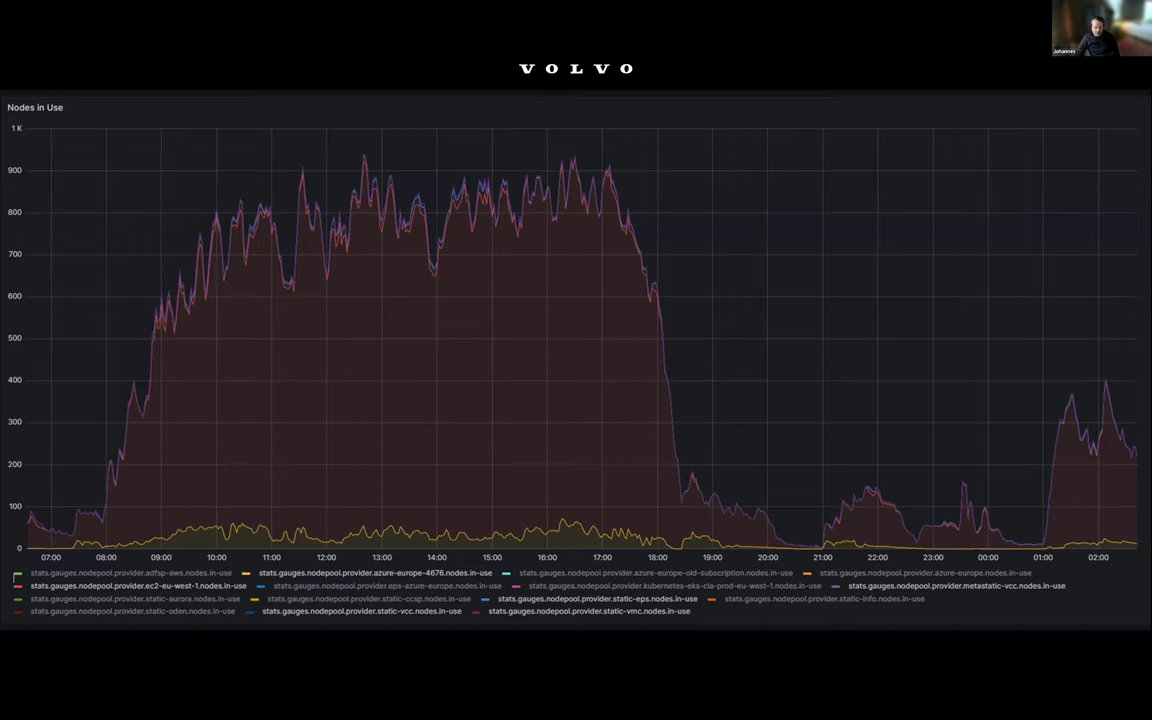 Johannes
VOLVO
Nodes in Use
1 K
900
800
700
600
500
400
300
200
100
0
07:00 08:00 09:00 10:00 11:00 12:00 13:00 14:00 15:00 16:00 17:00 18:00 19:00 20:00 21:00 22:00 23:00 00:00 01:00 02:00
stats.gauges.nodepool.provider.adfsp-aws.nodes.in-use stats.gauges.nodepool.provider.azure-europe-4676.nodes.in-use stats.gauges.nodepool.provider.azure-europe-old-subscription.nodes.in-use stats.gauges.nodepool.provider.azure-europe.nodes.in-use
stats.gauges.nodepool.provider.ec2-eu-west-1.nodes.in-use stats.gauges.nodepool.provider.eps-azure-europe.nodes.in-use stats.gauges.nodepool.provider.kubernetes-eks-cia-prod-eu-west-1.nodes.in-use stats.gauges.nodepool.provider.metastatic-vcc.nodes.in-use
stats.gauges.nodepool.provider.static-aurora.nodes.in-use stats.gauges.nodepool.provider.static-ccsp.nodes.in-use stats.gauges.nodepool.provider.static-eps.nodes.in-use stats.gauges.nodepool.provider.static-info.nodes.in-use
stats.gauges.nodepool.provider.static-oden.nodes.in-use stats.gauges.nodepool.provider.static-vcc.nodes.in-use stats.gauges.nodepool.provider.static-vmc.nodes.in-use